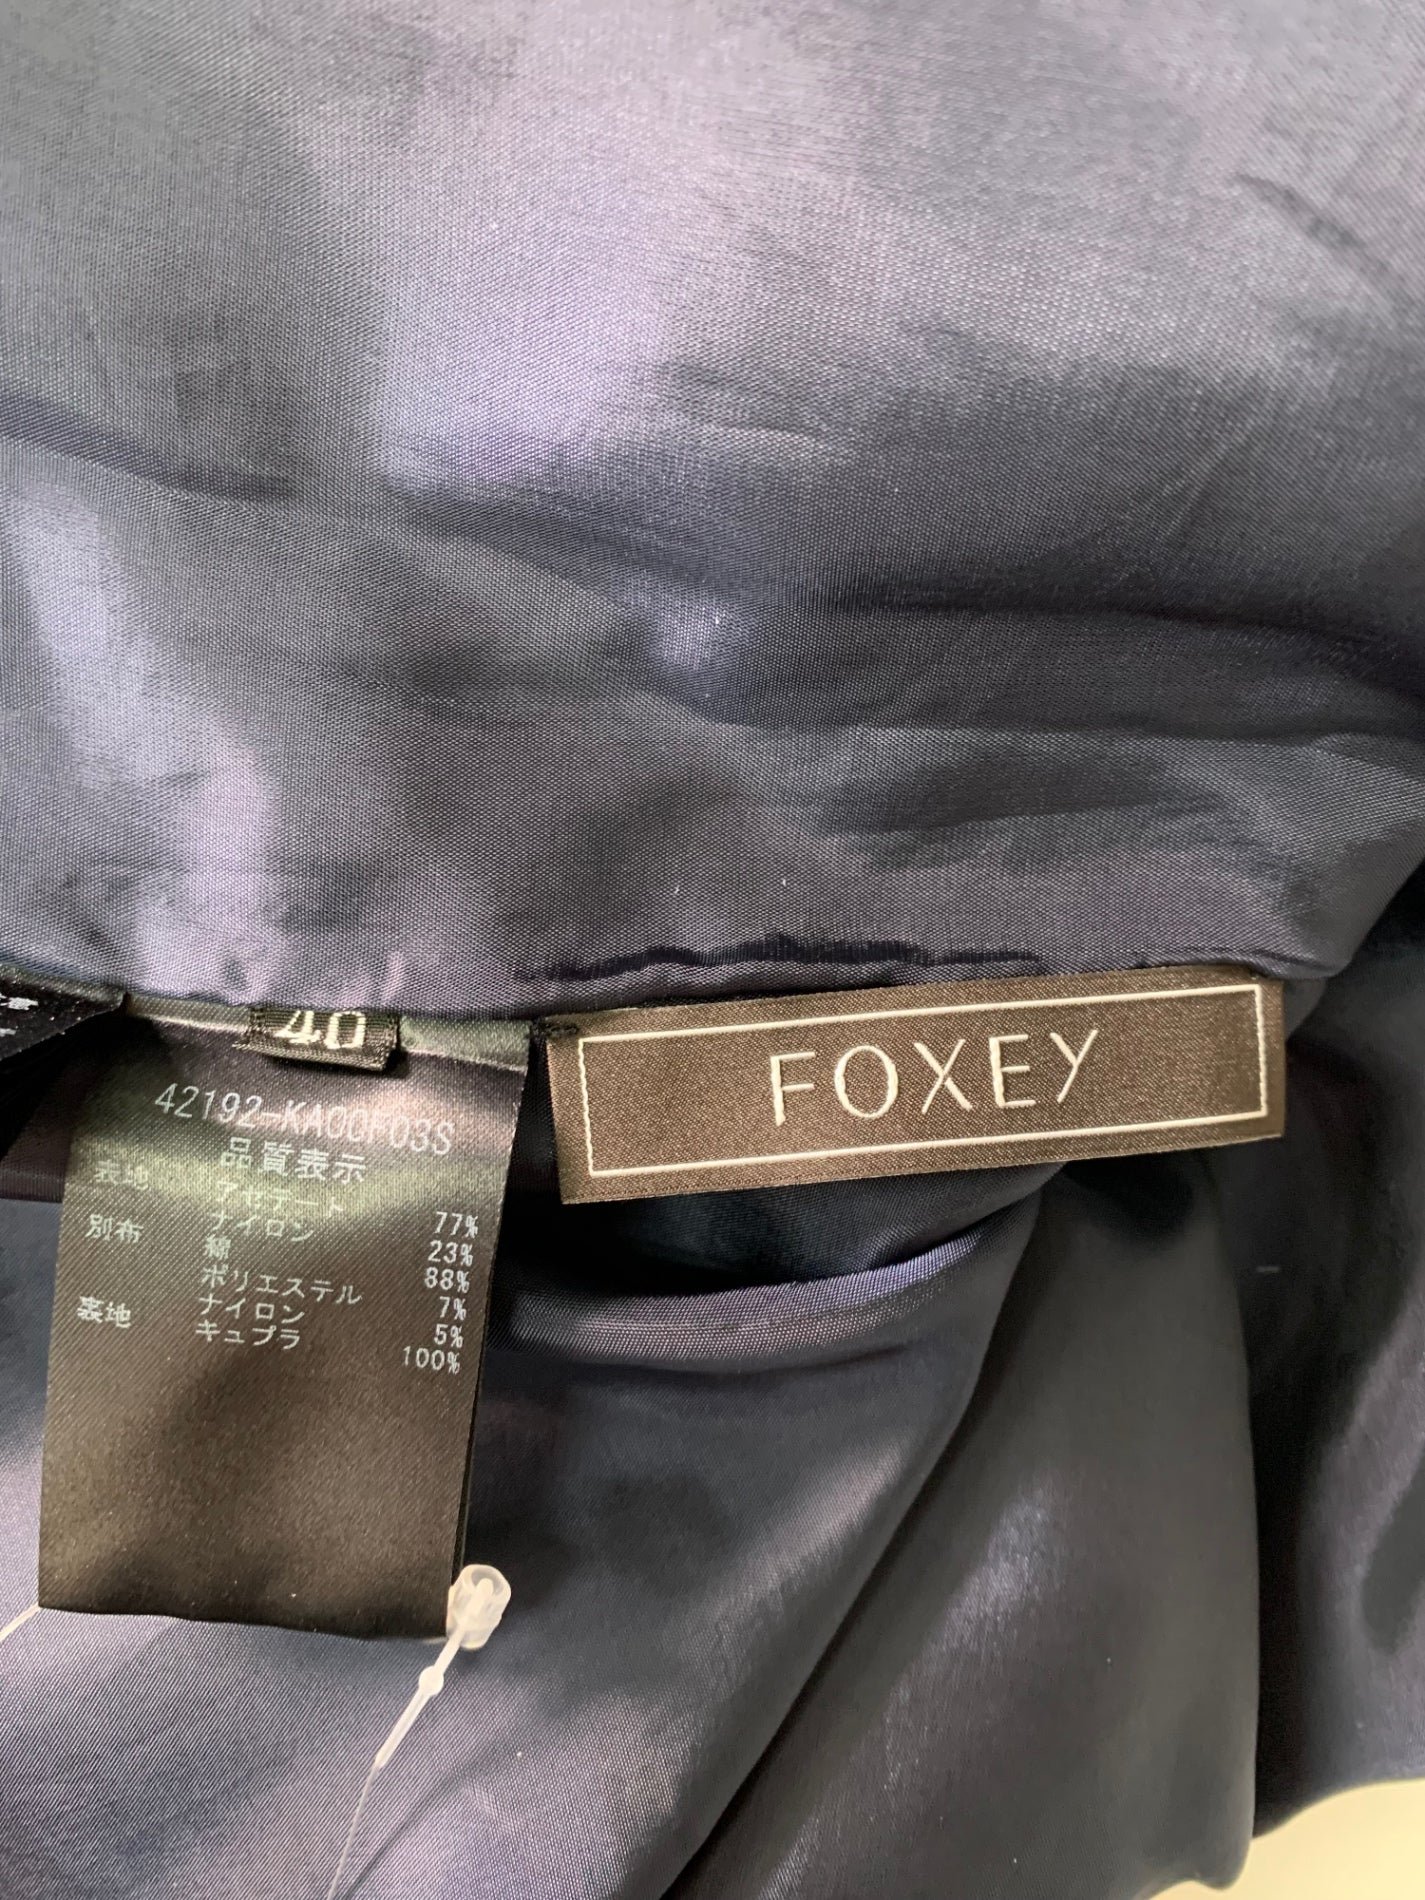 40
FOXEY
42192-KA00F03S
品質表示
表地 アセテート 77%
ナイロン 23%
別布 綿 88%
ポリエステル 7%
ナイロン 5%
裏地 キュプラ 100%